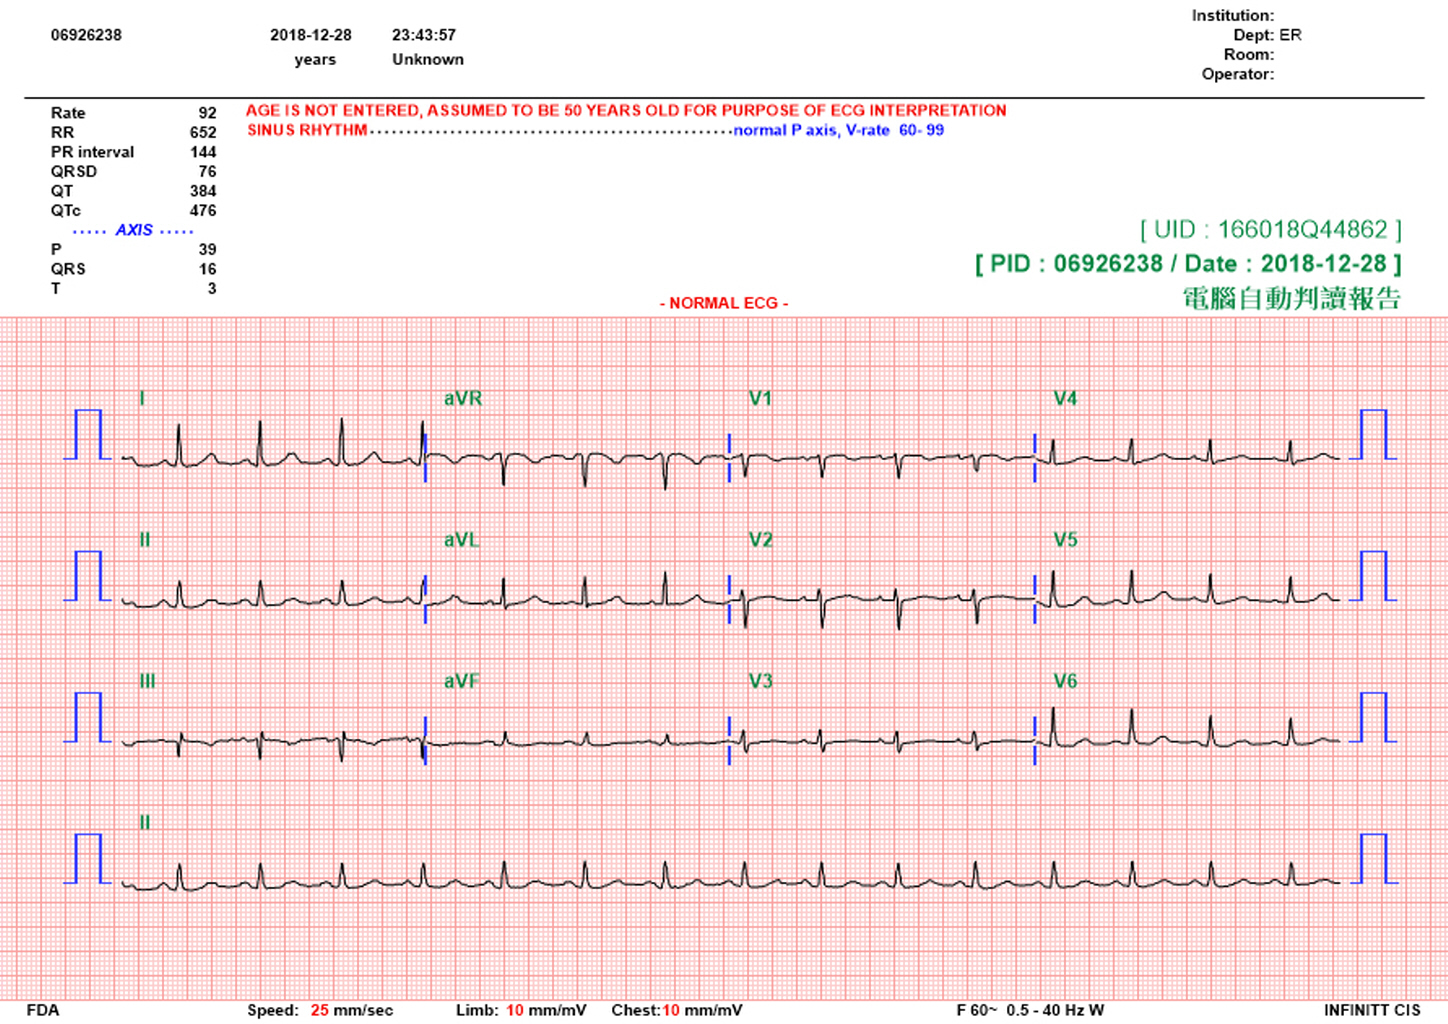 Institution:
06926238 2018-12-28 23:43:57 Dept: ER
years Unknown Room:
Operator:
Rate 92 AGE IS NOT ENTERED, ASSUMED TO BE 50 YEARS OLD FOR PURPOSE OF ECG INTERPRETATION
RR 652 SINUS RHYTHM..........................................normal P axis, V-rate 60- 99
PR interval 144
QRSD 76
QT 384
QTc 476
..... AXIS .....
P 39
QRS 16
T 3
[ UID : 166018Q44862 ]
[ PID : 06926238 / Date : 2018-12-28 ]
電腦自動判讀報告
- NORMAL ECG -
I aVR V1 V4
II aVL V2 V5
III aVF V3 V6
II
FDA Speed: 25 mm/sec Limb: 10 mm/mV Chest:10 mm/mV F 60~ 0.5 - 40 Hz W INFINITT CIS